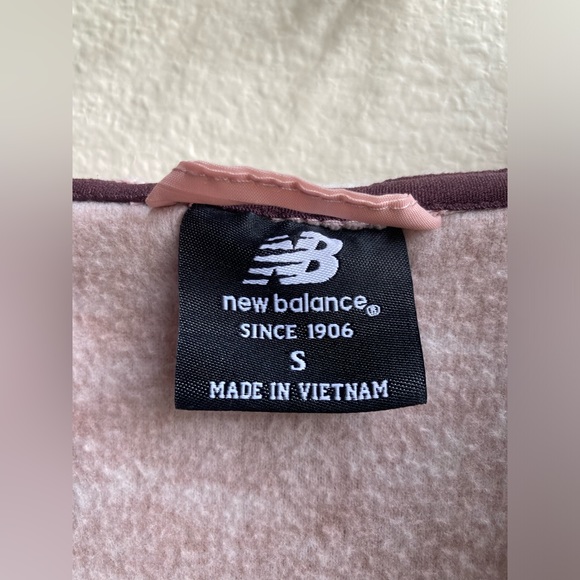 NB
new balance®
SINCE 1906
S
MADE IN VIETNAM